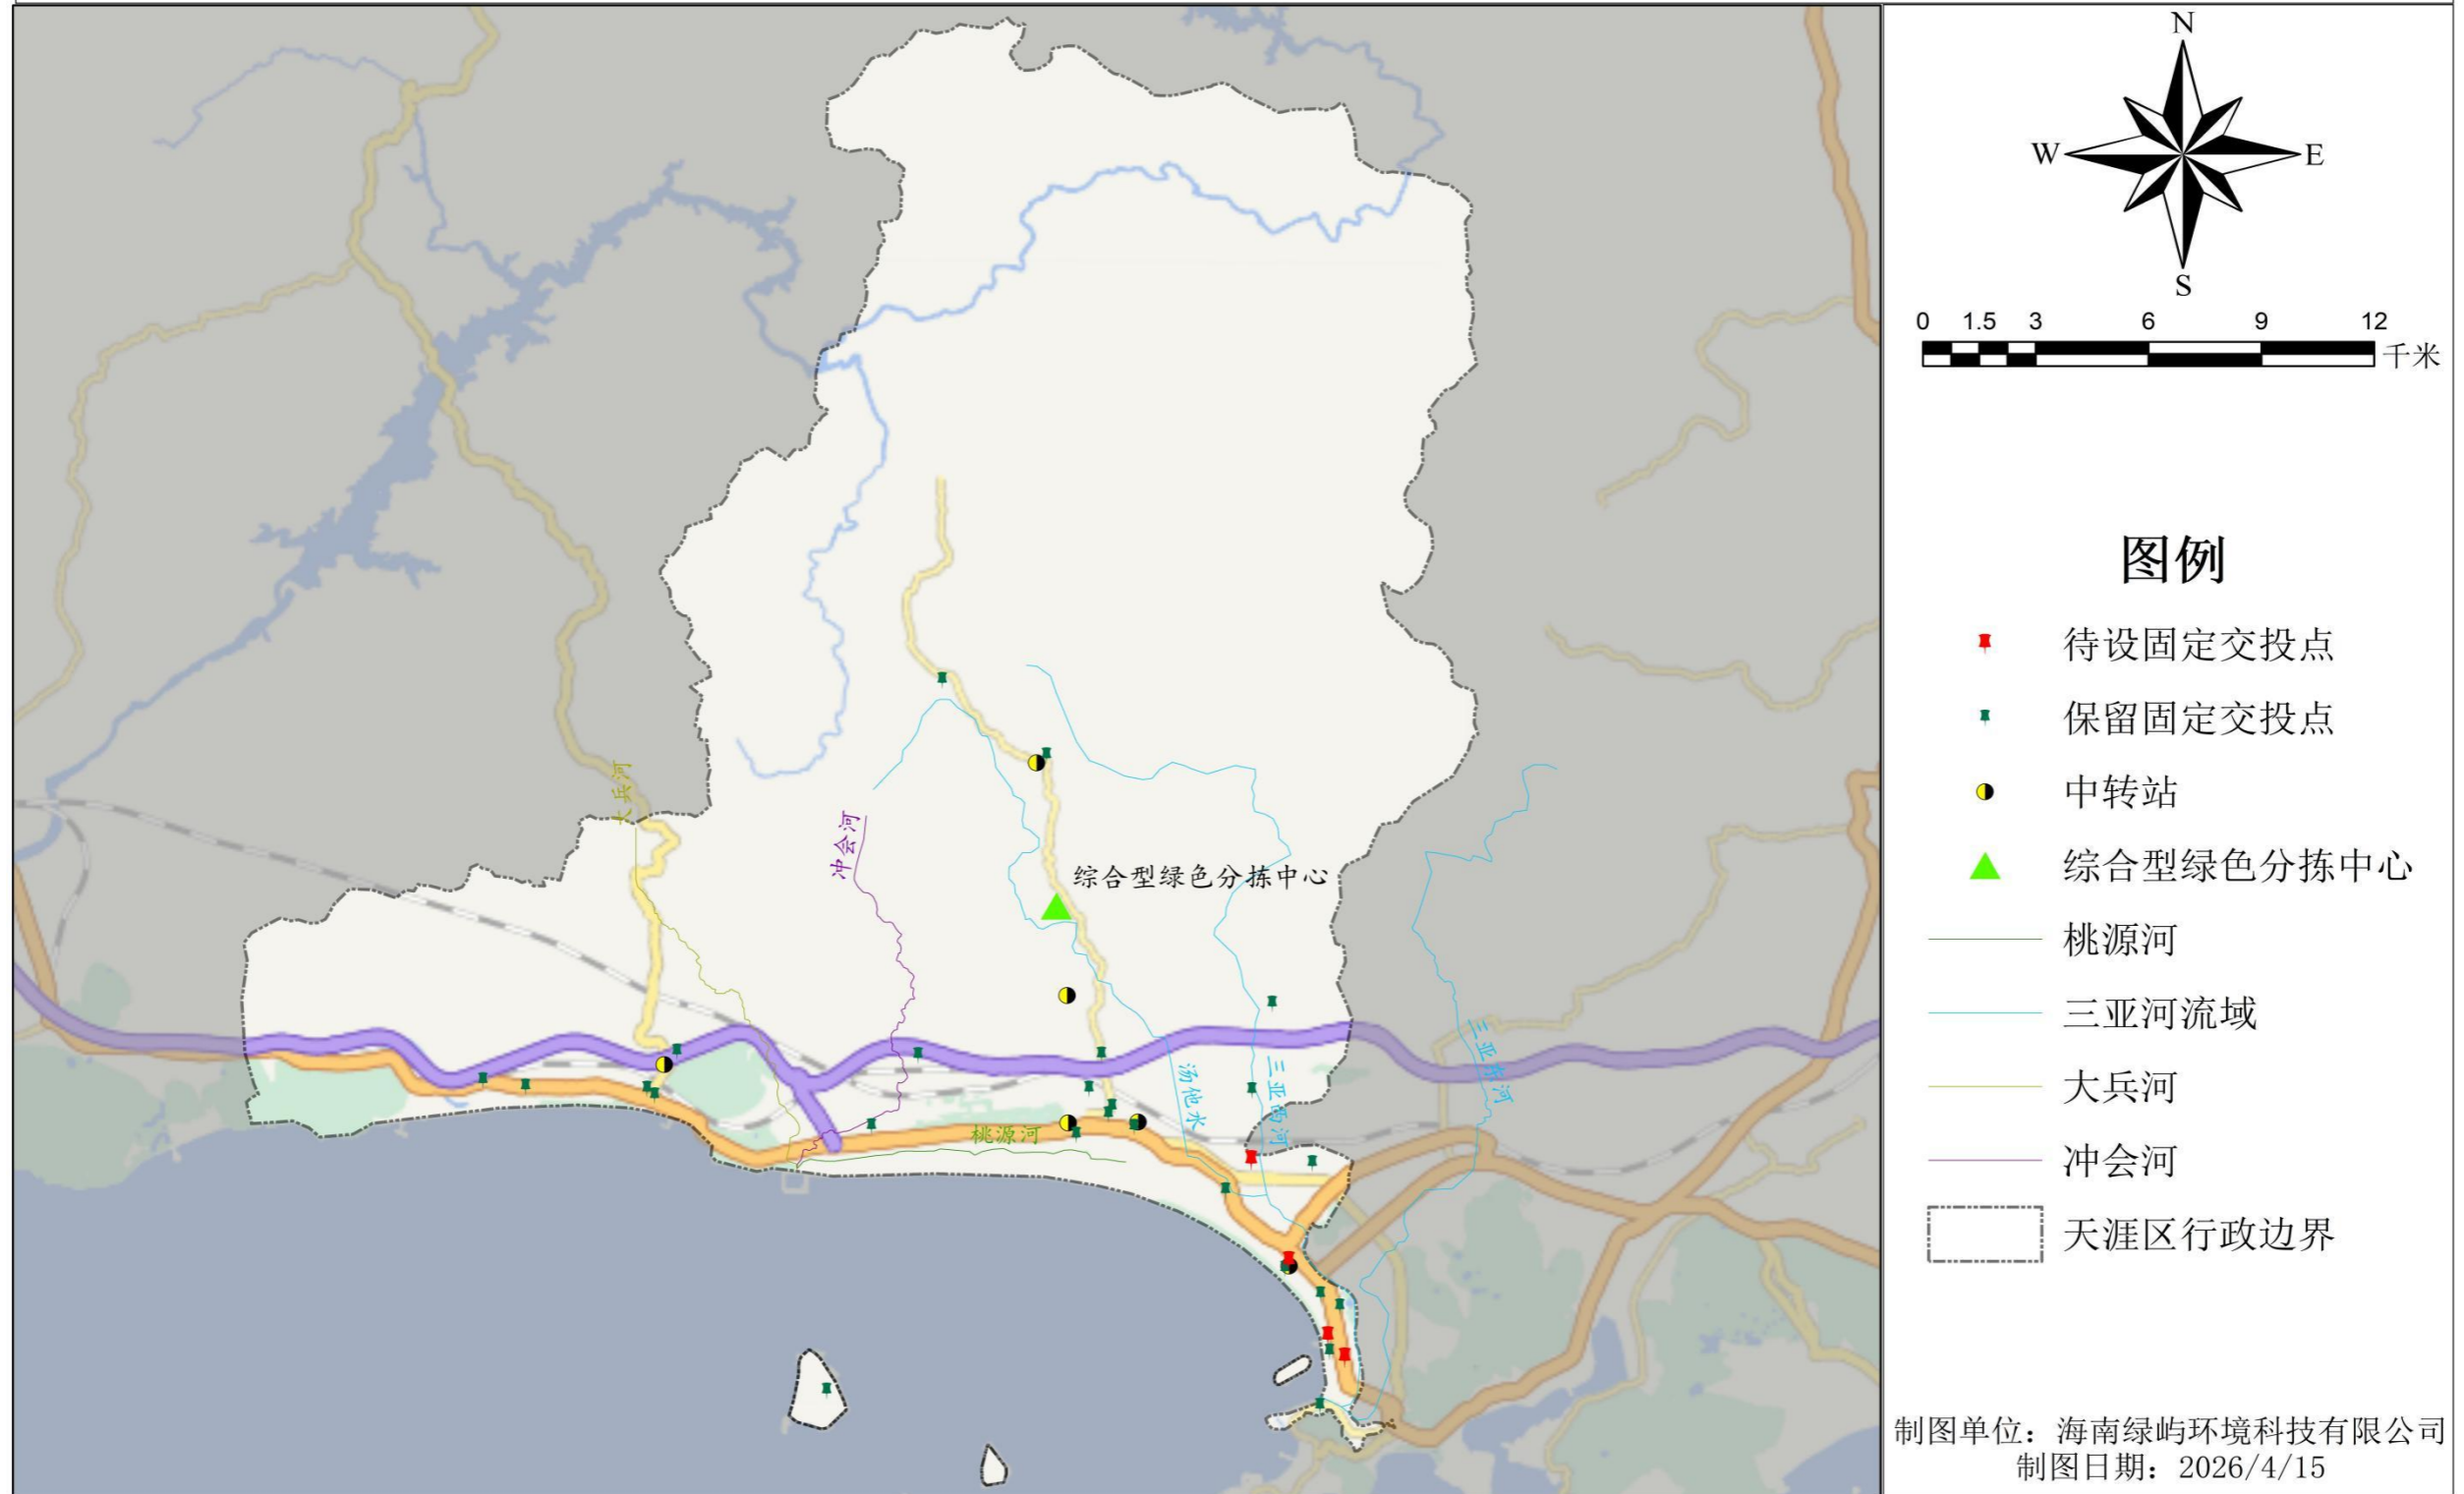 N
W
E
S
0 1.5 3 6 9 12
千米
图例
待设固定交投点
保留固定交投点
中转站
综合型绿色分拣中心
桃源河
三亚河流域
大兵河
冲会河
天涯区行政边界
制图单位：海南绿屿环境科技有限公司
制图日期：2026/4/15
大兵河
冲会河
综合型绿色分拣中心
桃源河
汤他水
三亚西河
三亚东河